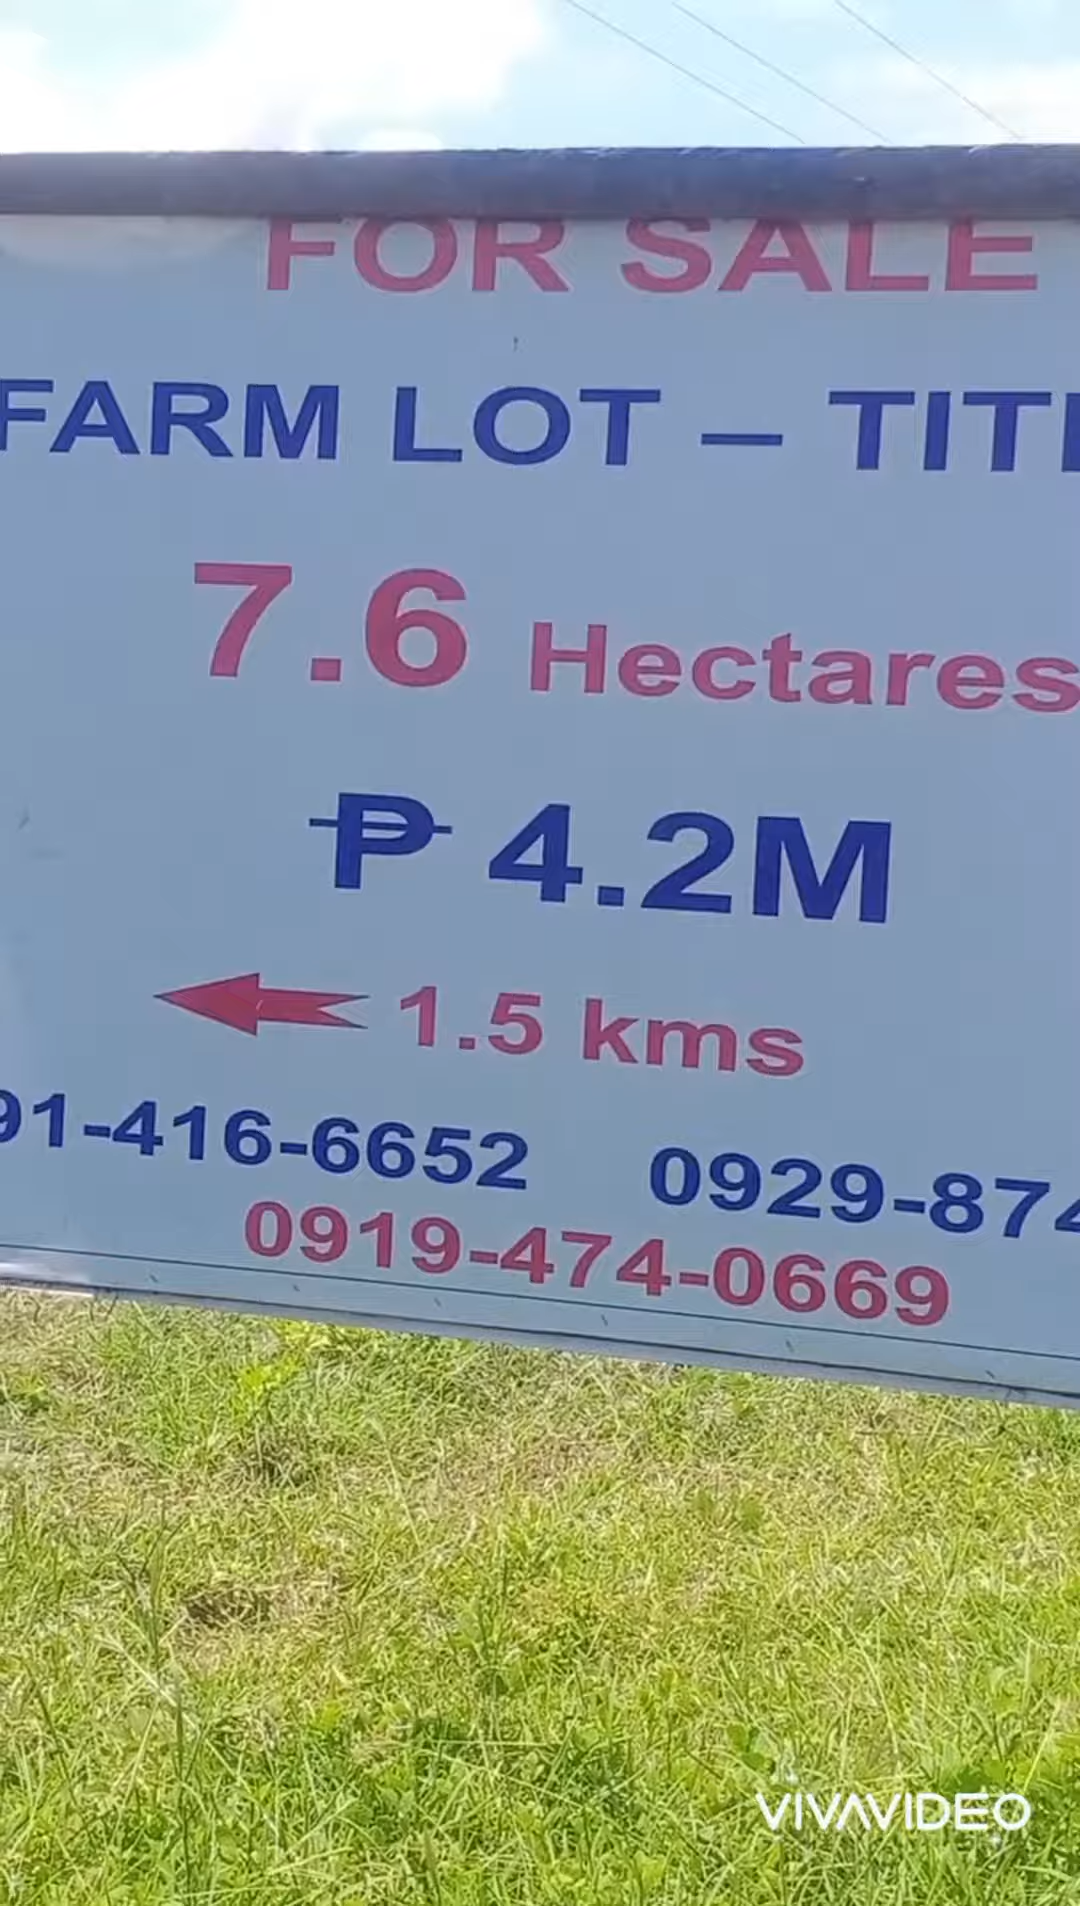 FOR SALE
FARM LOT – TITL
7.6 Hectares
₱ 4.2M
1.5 kms
91-416-6652 0929-874
0919-474-0669
VIVAVIDEO